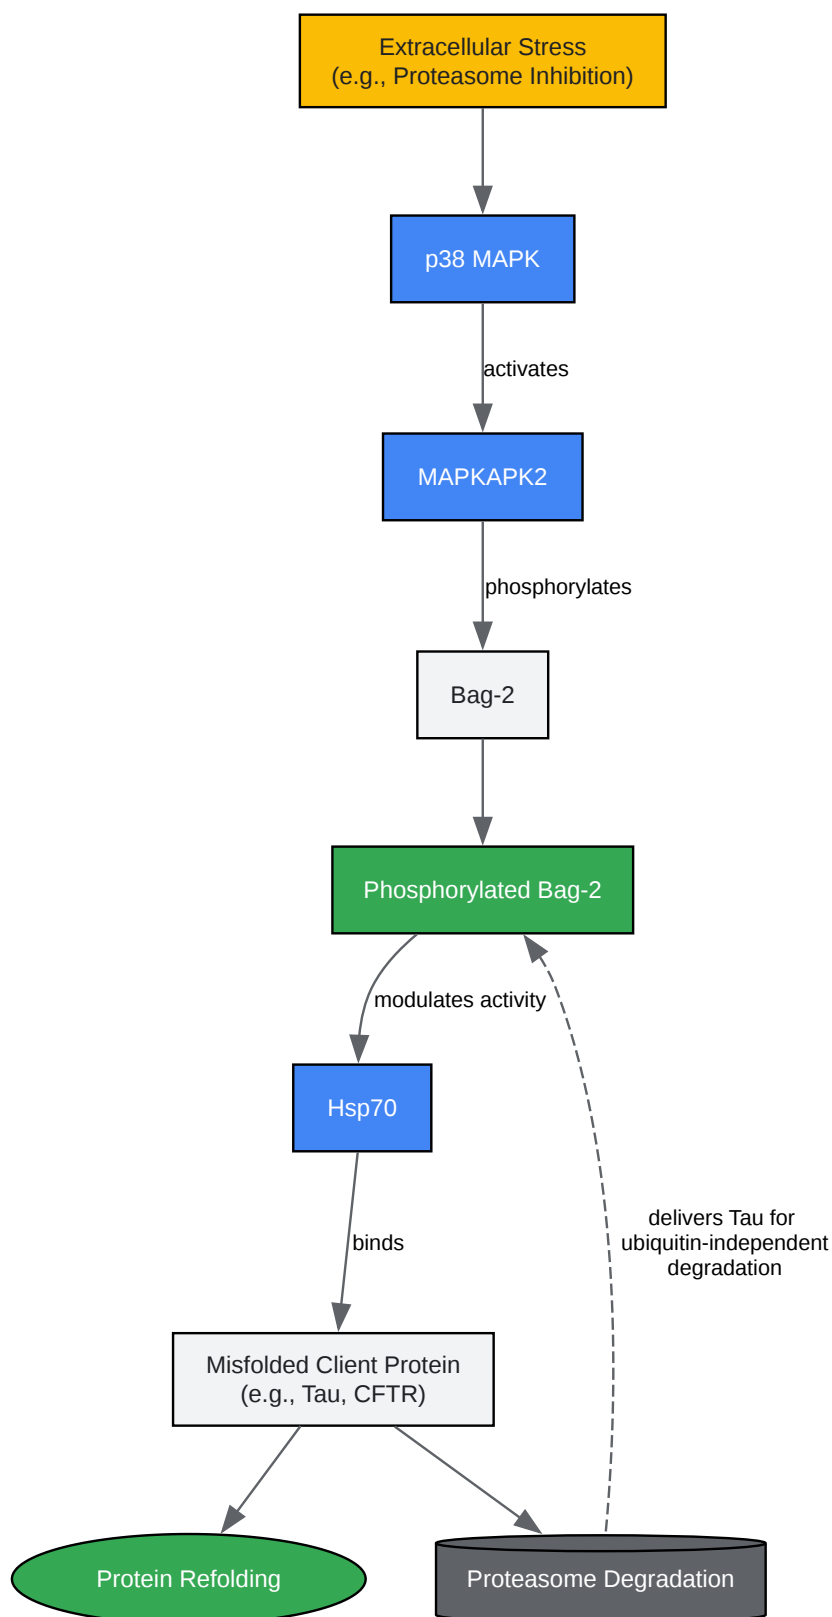 Extracellular Stress
(e.g., Proteasome Inhibition)
p38 MAPK
activates
MAPKAPK2
phosphorylates
Bag-2
Phosphorylated Bag-2
modulates activity
Hsp70
delivers Tau for
ubiquitin-independent
degradation
binds
Misfolded Client Protein
(e.g., Tau, CFTR)
Protein Refolding
Proteasome Degradation